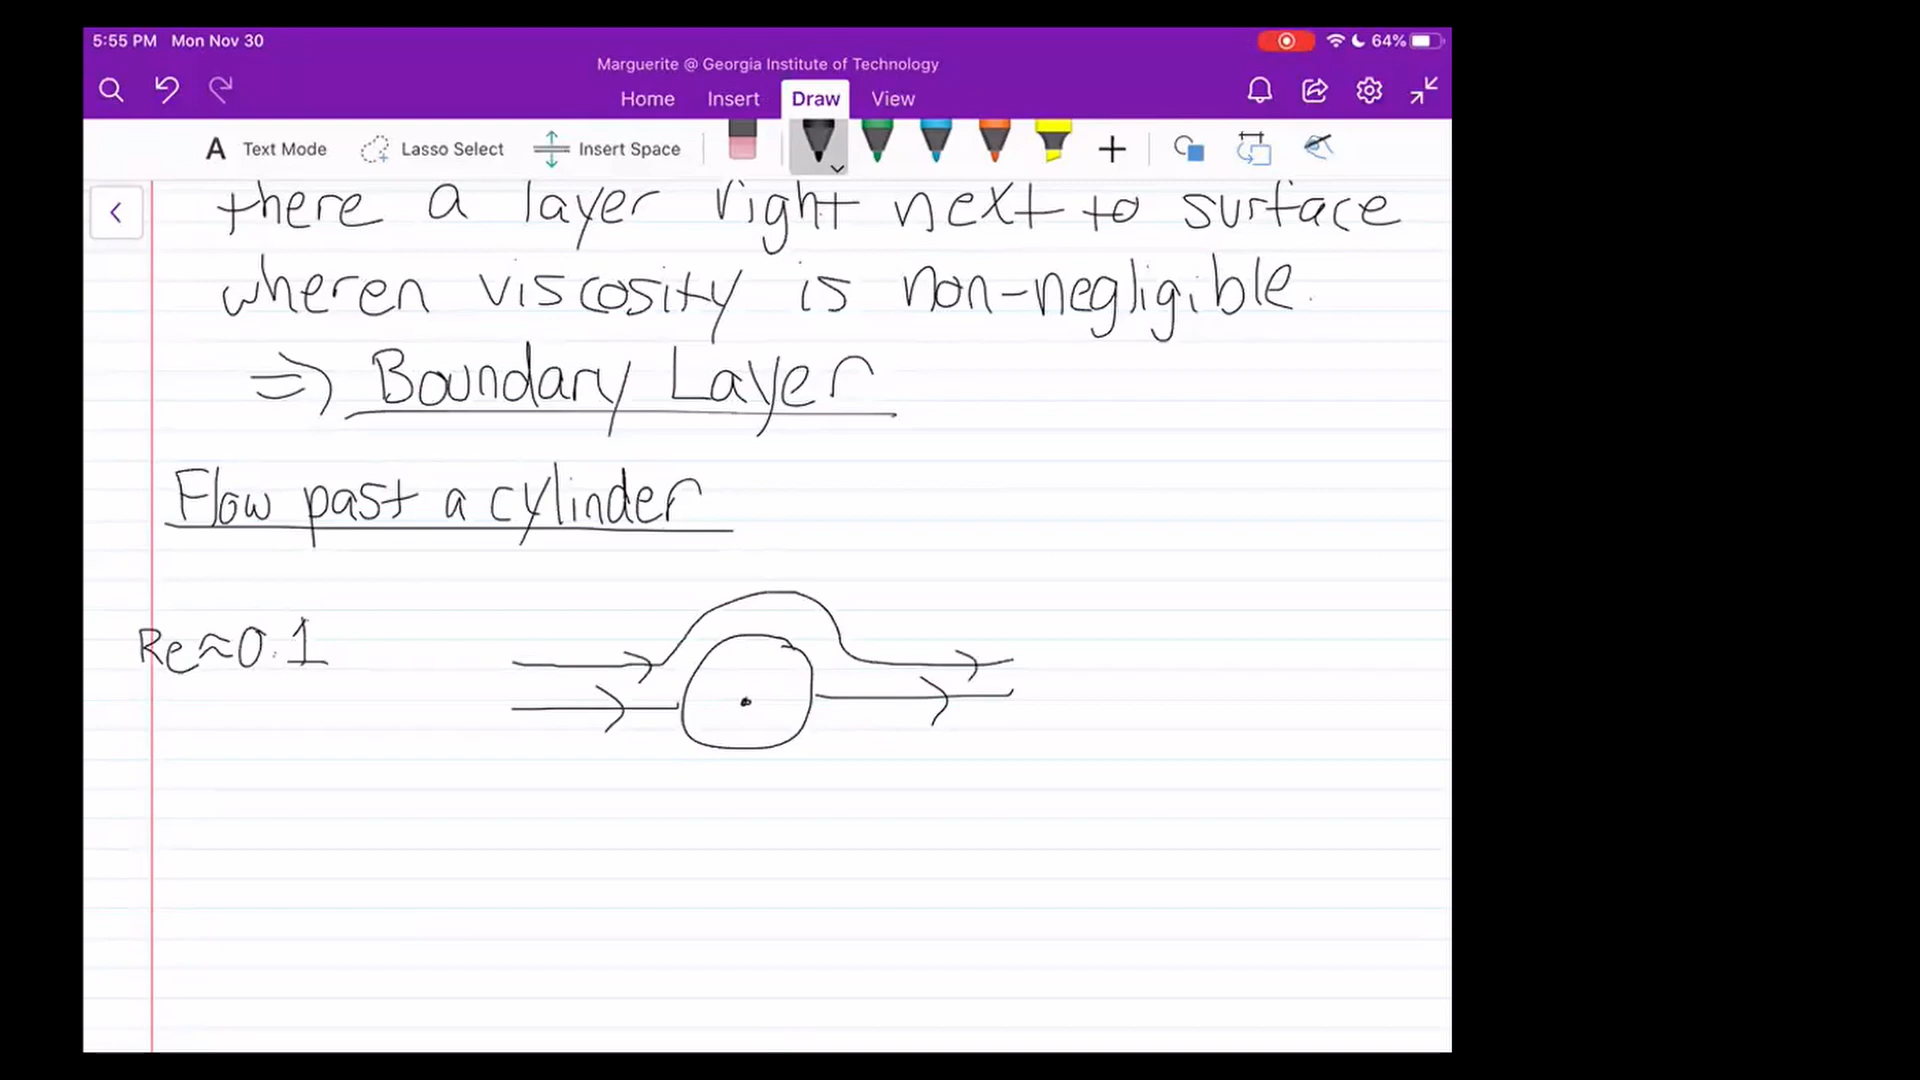 5:55 PM Mon Nov 30
64%
Marguerite @ Georgia Institute of Technology
Home Insert Draw View
A Text Mode Lasso Select Insert Space
there a layer right next to surface
wheren viscosity is non-negligible.
=> Boundary Layer
Flow past a cylinder
Re≈0.1